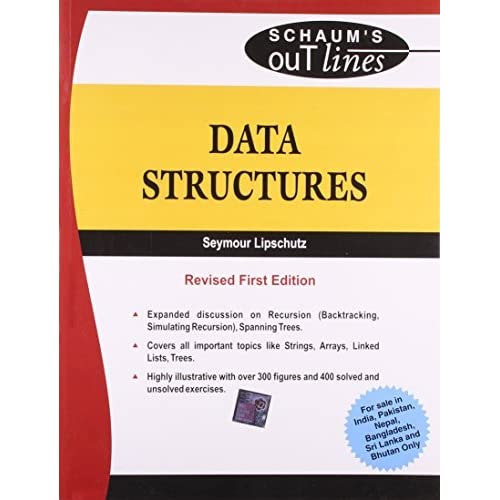 SCHAUM'S
ouTlines
DATA
STRUCTURES
Seymour Lipschutz
Revised First Edition
Expanded discussion on Recursion (Backtracking,
Simulating Recursion), Spanning Trees.
Covers all important topics like Strings, Arrays, Linked
Lists, Trees.
Highly illustrative with over 300 figures and 400 solved and
unsolved exercises.
For sale in
India, Pakistan,
Nepal,
Bangladesh,
Sri Lanka and
Bhutan Only